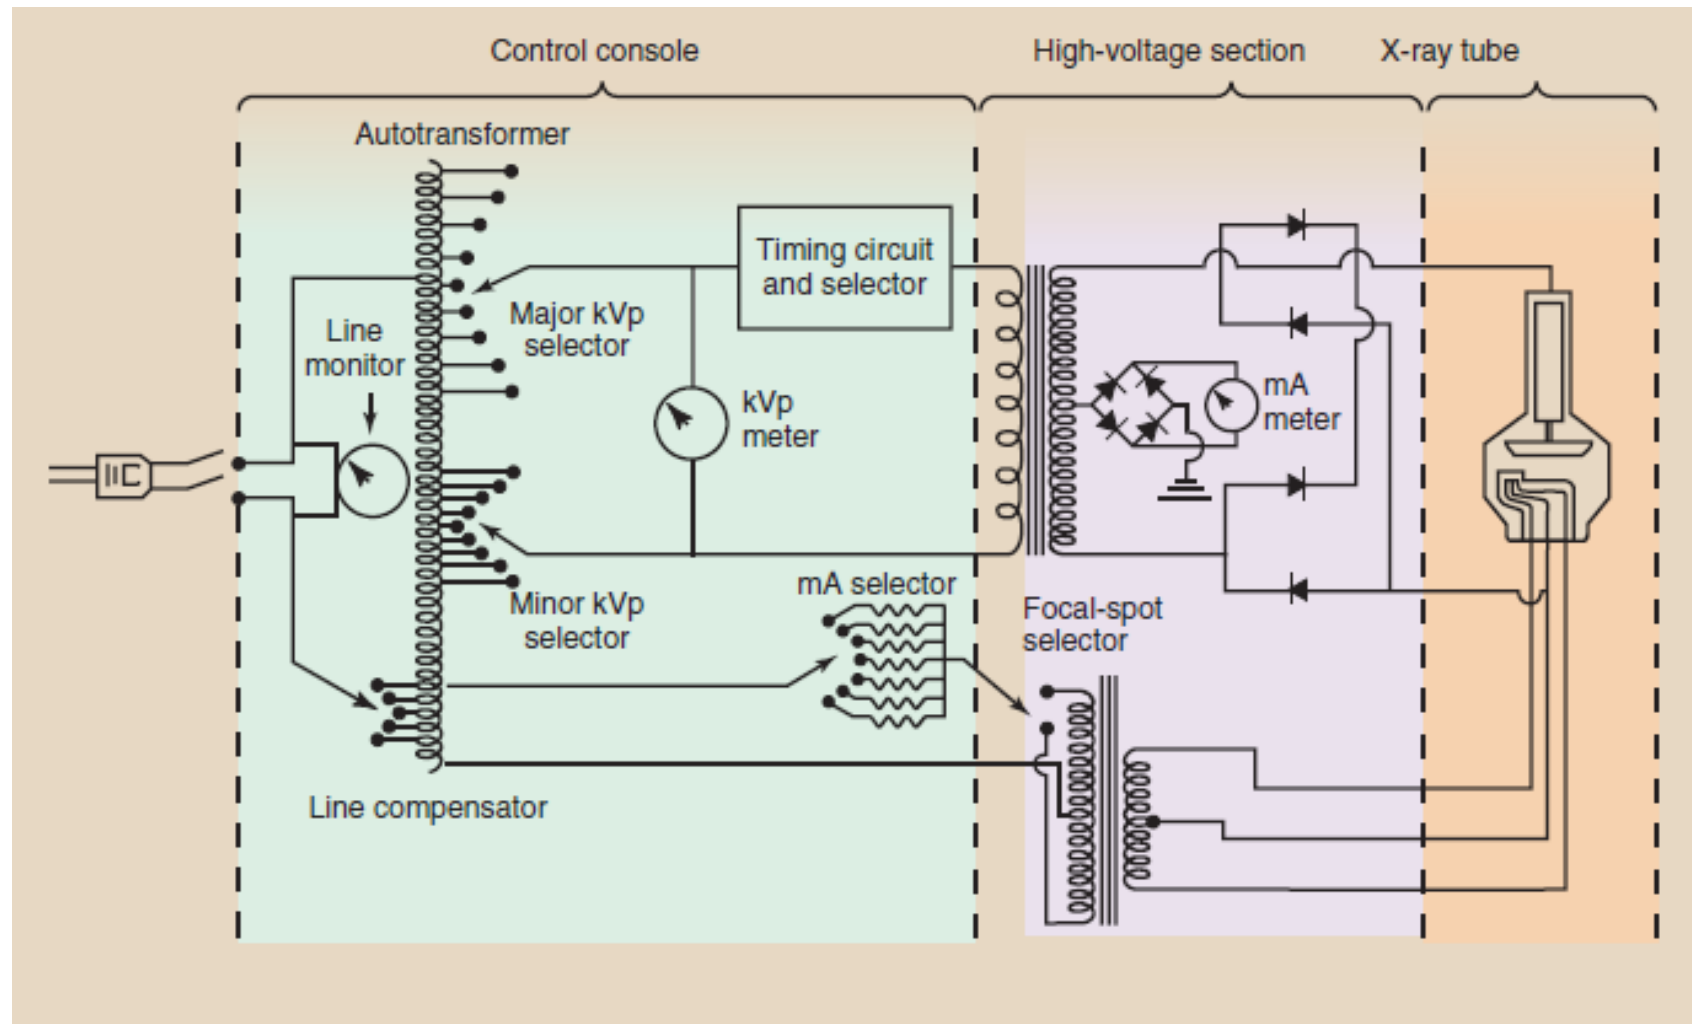 Control console
High-voltage section
X-ray tube
Autotransformer
Timing circuit
and selector
Line
monitor
Major kVp
selector
kVp
meter
mA
meter
Minor kVp
selector
mA selector
Focal-spot
selector
Line compensator